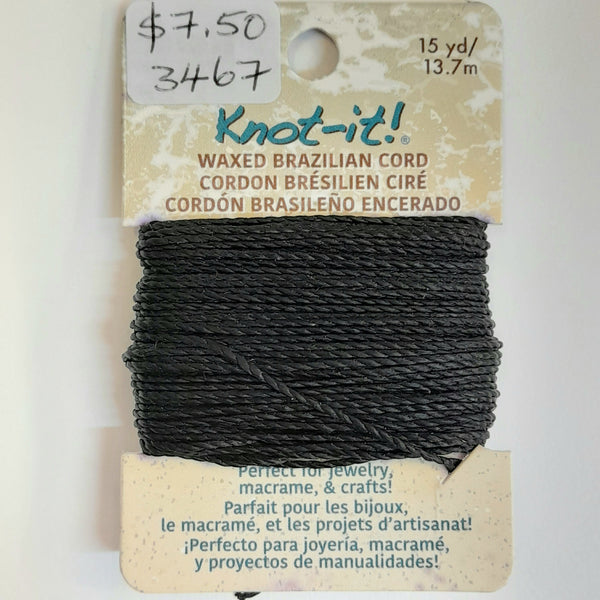 $7.50
3467
15 yd/
13.7m
Knot-it!®
WAXED BRAZILIAN CORD
CORDON BRÉSILIEN CIRÉ
CORDÓN BRASILEÑO ENCERADO
Perfect for jewelry,
macrame, & crafts!
Parfait pour les bijoux,
le macramé, et les projets d'artisanat!
¡Perfecto para joyería, macramé,
y proyectos de manualidades!